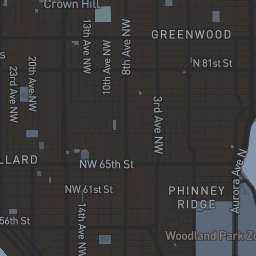 Crown Hill
GREENWOOD
13th Ave NW
10th Ave NW
8th Ave NW
N 81st St
s
23rd Ave NW
20th Ave NW
3rd Ave NW
LLARD
NW 65th St
NW 61st St
PHINNEY
RIDGE
Aurora Ave N
56th St
14th Ave NW
Woodland Park Zo